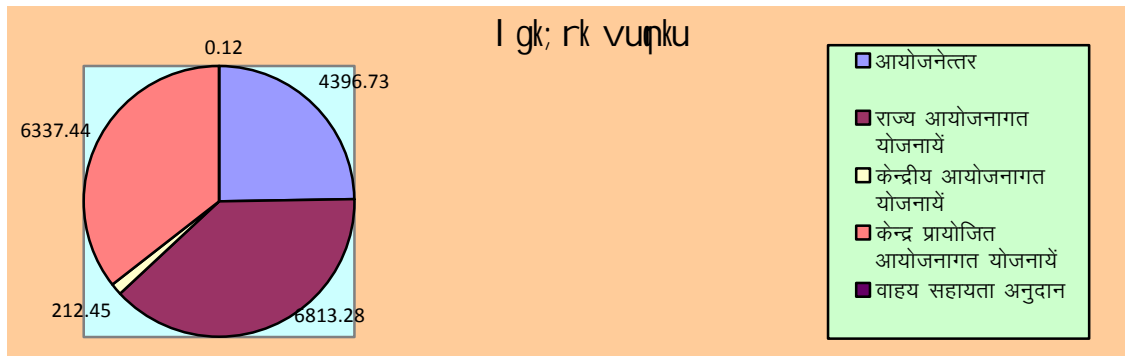 l gk; rk vuqnku
0.12
4396.73
6337.44
212.45
6813.28
आयोजनेत्तर
राज्य आयोजनागत
योजनायें
केन्द्रीय आयोजनागत
योजनायें
केन्द्र प्रायोजित
आयोजनागत योजनायें
वाहय सहायता अनुदान